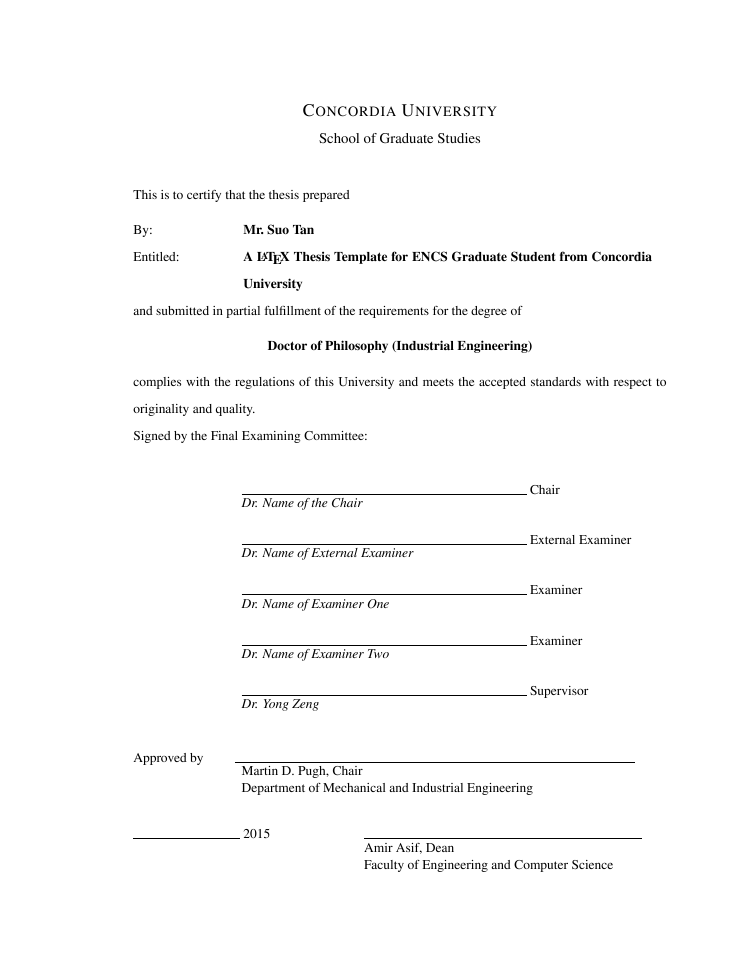 CONCORDIA UNIVERSITY
School of Graduate Studies
This is to certify that the thesis prepared
By: Mr. Suo Tan
Entitled: A LATEX Thesis Template for ENCS Graduate Student from Concordia
University
and submitted in partial fulfillment of the requirements for the degree of
Doctor of Philosophy (Industrial Engineering)
complies with the regulations of this University and meets the accepted standards with respect to
originality and quality.
Signed by the Final Examining Committee:
Chair
Dr. Name of the Chair
External Examiner
Dr. Name of External Examiner
Examiner
Dr. Name of Examiner One
Examiner
Dr. Name of Examiner Two
Supervisor
Dr. Yong Zeng
Approved by
Martin D. Pugh, Chair
Department of Mechanical and Industrial Engineering
2015
Amir Asif, Dean
Faculty of Engineering and Computer Science